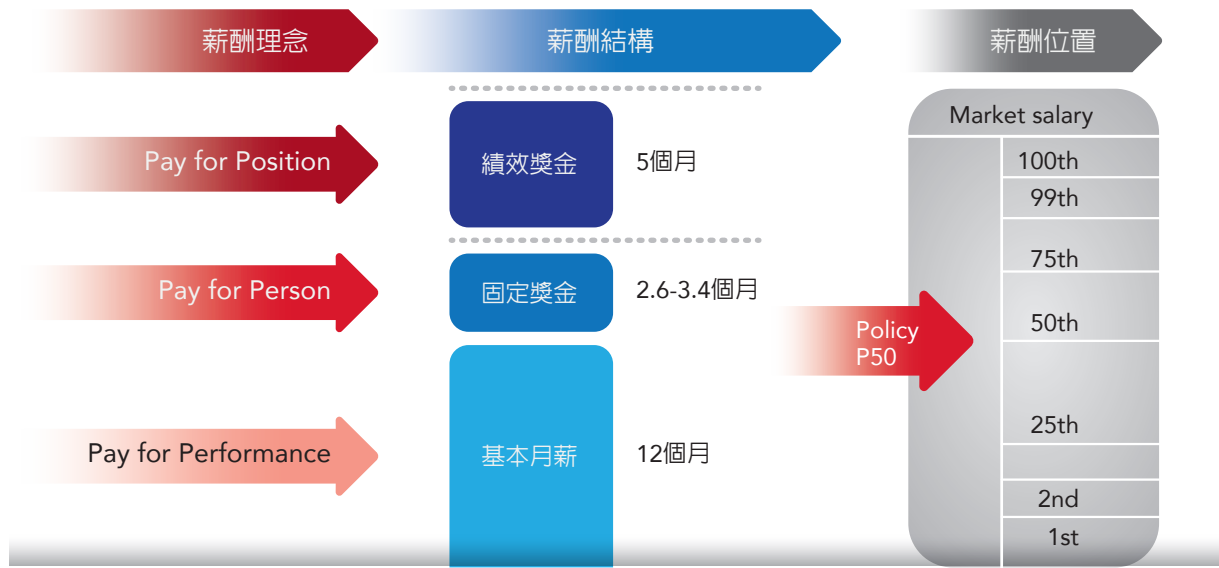 薪酬理念
薪酬結構
薪酬位置
Pay for Position
Pay for Person
Pay for Performance
績效獎金
5個月
固定獎金
2.6-3.4個月
基本月薪
12個月
Policy
P50
Market salary
100th
99th
75th
50th
25th
2nd
1st